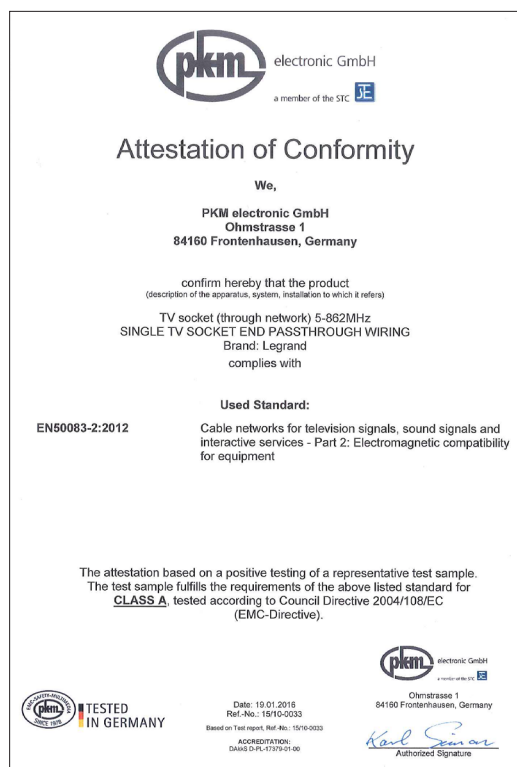 pkm electronic GmbH
a member of the STC
Attestation of Conformity
We,
PKM electronic GmbH
Ohmstrasse 1
84160 Frontenhausen, Germany
confirm hereby that the product
(description of the apparatus, system, installation to which it refers)
TV socket (through network) 5-862MHz
SINGLE TV SOCKET END PASSTHROUGH WIRING
Brand: Legrand
complies with
Used Standard:
EN50083-2:2012
Cable networks for television signals, sound signals and
interactive services - Part 2: Electromagnetic compatibility
for equipment
The attestation based on a positive testing of a representative test sample.
The test sample fulfills the requirements of the above listed standard for
CLASS A, tested according to Council Directive 2004/108/EC
(EMC-Directive).
pkm electronic GmbH
a member of the STC
Ohmstrasse 1
84160 Frontenhausen, Germany
EMC-SAFETY-MULTIMEDIA
pkm
SINCE 1978
TESTED
IN GERMANY
Date: 19.01.2016
Ref.-No.: 15/10-0033
Based on Test report, Ref.-No.: 15/10-0033
ACCREDITATION:
DAkkS D-PL-17379-01-00
Authorized Signature